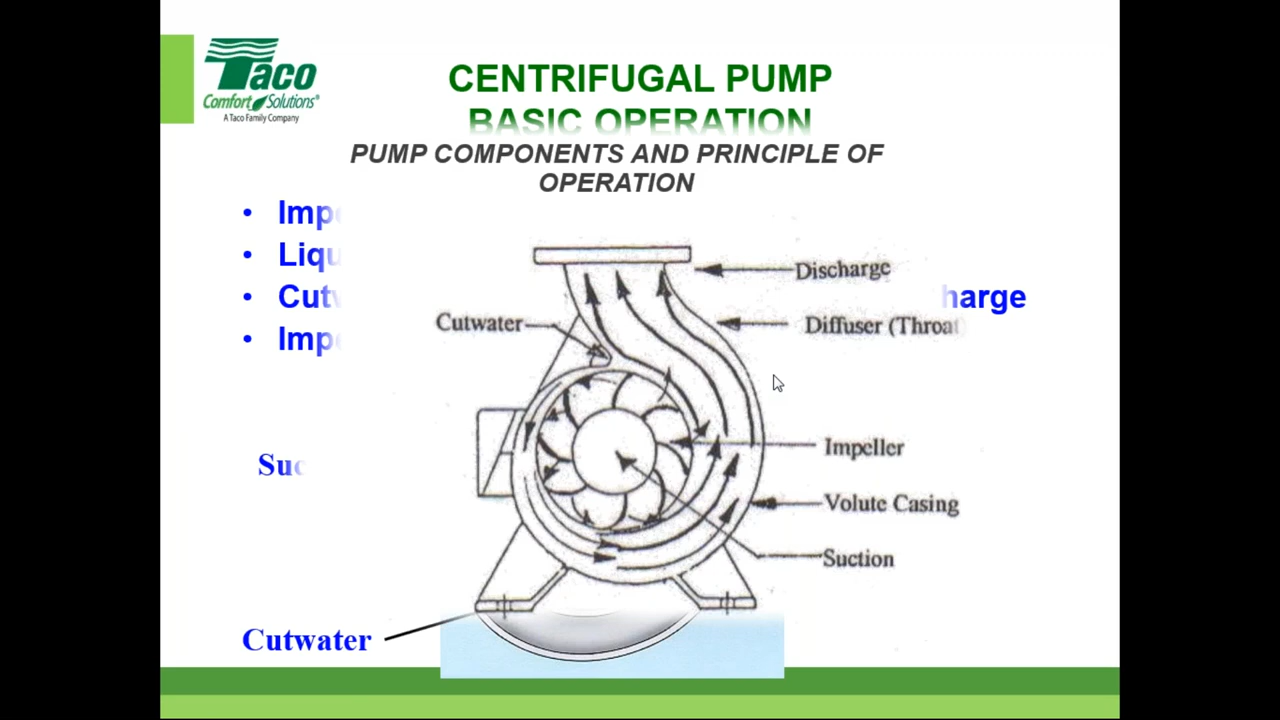 Taco
Comfort Solutions®
A Taco Family Company
CENTRIFUGAL PUMP
BASIC OPERATION
PUMP COMPONENTS AND PRINCIPLE OF
OPERATION
Discharge
Cutwater
Diffuser (Throat)
Impeller
Volute Casing
Suction
Cutwater